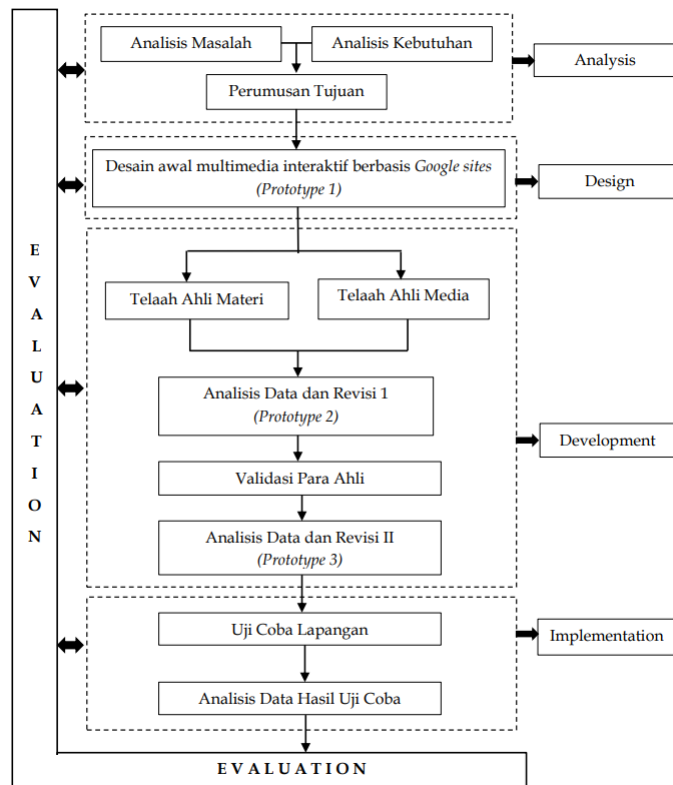 Analisis Masalah
Analisis Kebutuhan
Analysis
Perumusan Tujuan
Desain awal multimedia interaktif berbasis Google sites
(Prototype 1)
Design
EVALUATION
Telaah Ahli Materi
Telaah Ahli Media
Analisis Data dan Revisi 1
(Prototype 2)
Development
Validasi Para Ahli
Analisis Data dan Revisi II
(Prototype 3)
Uji Coba Lapangan
Implementation
Analisis Data Hasil Uji Coba
EVALUATION